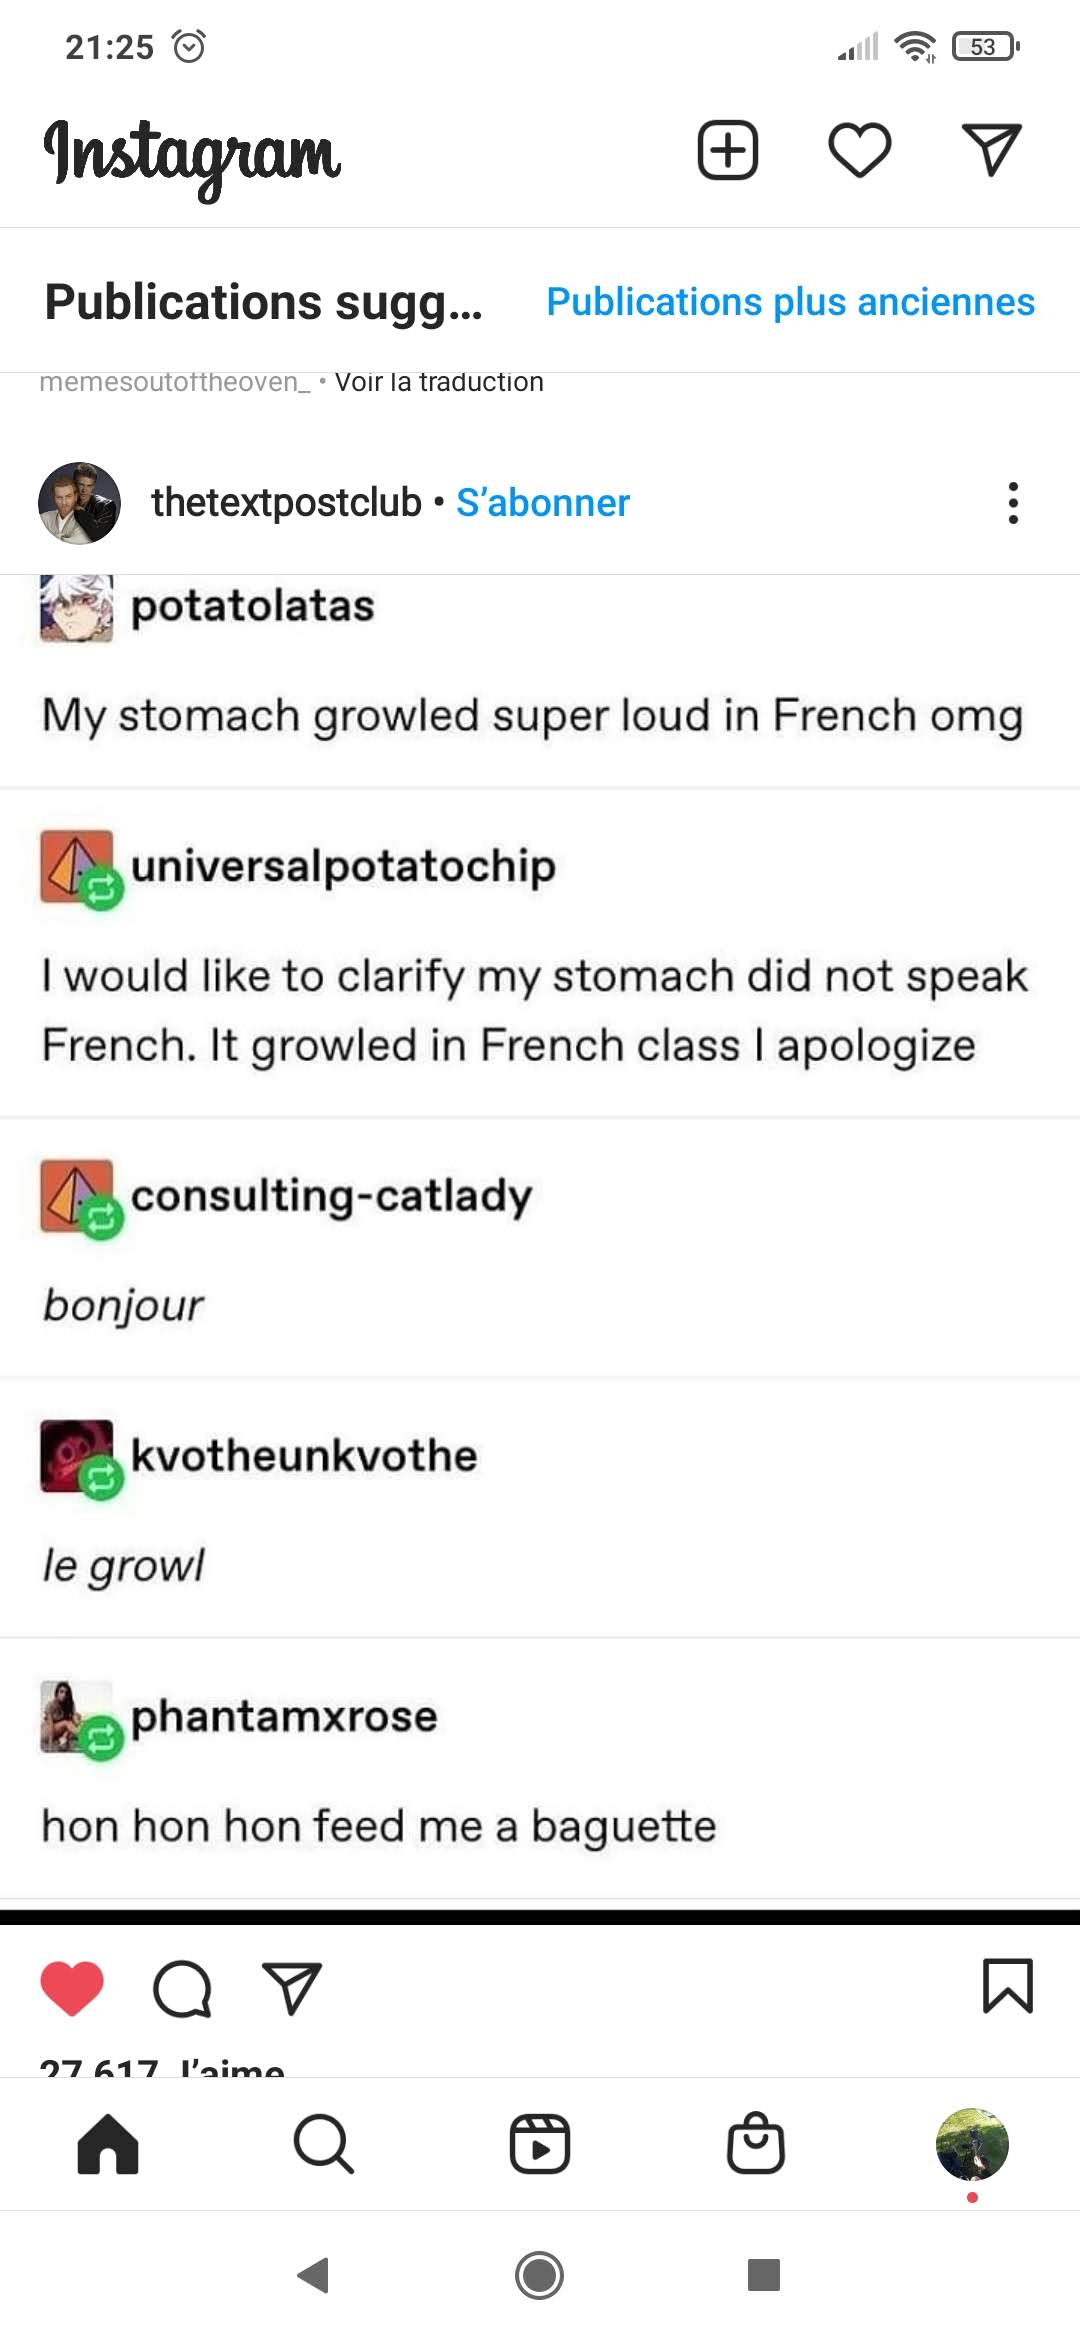 21:25
53
Instagram
Publications sugg... Publications plus anciennes
memesoutoftheoven_ • Voir la traduction
thetextpostclub • S'abonner
potatolatas
My stomach growled super loud in French omg
universalpotatochip
I would like to clarify my stomach did not speak
French. It growled in French class I apologize
consulting-catlady
bonjour
kvotheunkvothe
le growl
phantamxrose
hon hon hon feed me a baguette
27 617 J'aime